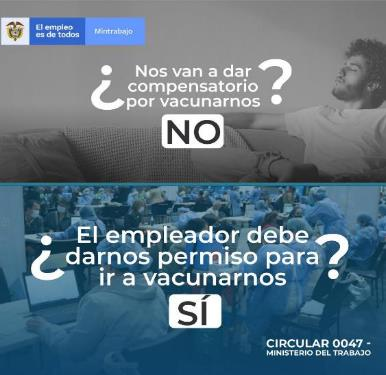 El empleo
es de todos
Mintrabajo
¿Nos van a dar
compensatorio
por vacunarnos?
NO
¿El empleador debe
darnos permiso para
ir a vacunarnos?
SÍ
CIRCULAR 0047 -
MINISTERIO DEL TRABAJO